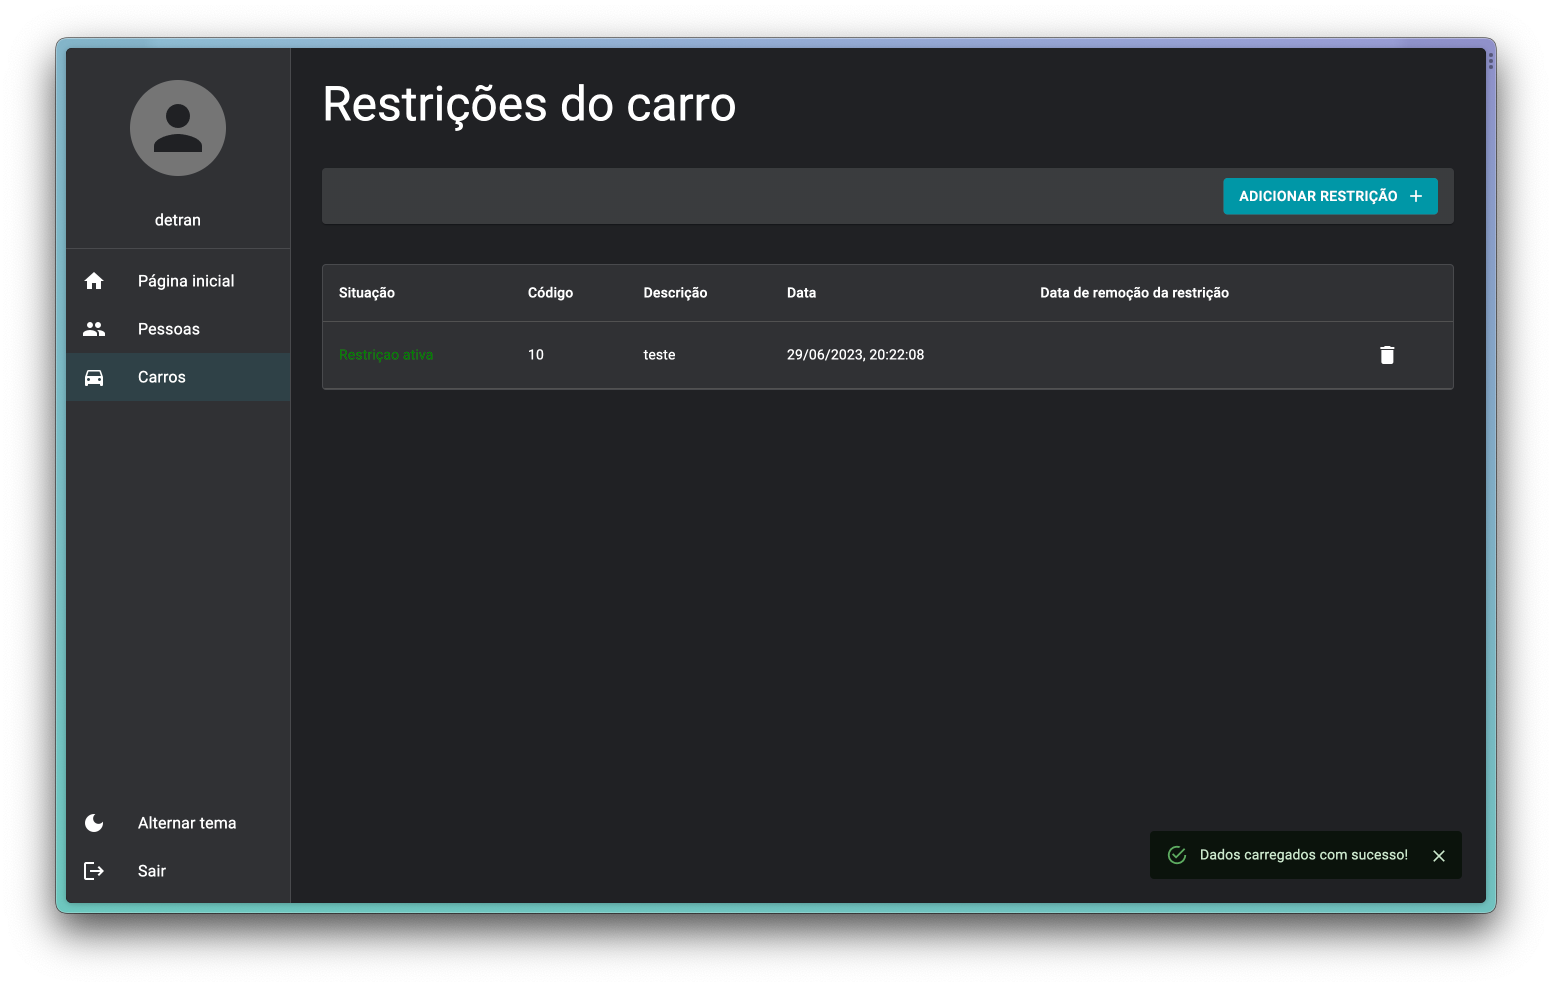 detran
Página inicial
Pessoas
Carros
Alternar tema
Sair
Restrições do carro
ADICIONAR RESTRIÇÃO
Situação Código Descrição Data Data de remoção da restrição
Restriçao ativa 10 teste 29/06/2023, 20:22:08
Dados carregados com sucesso!